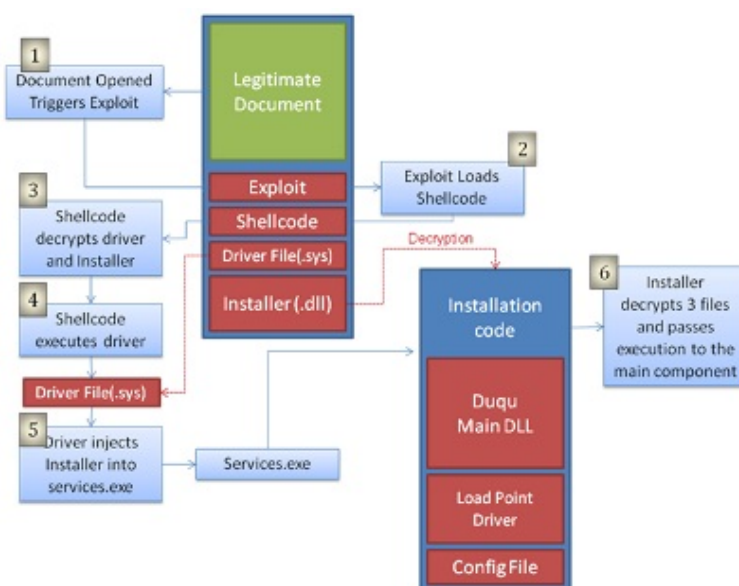 1
Document Opened
Triggers Exploit
Legitimate
Document
2
Exploit Loads
Shellcode
Exploit
Shellcode
Driver File(.sys)
Installer (.dll)
3
Shellcode
decrypts driver
and Installer
Decryption
4
Shellcode
executes driver
Driver File(.sys)
5
Driver injects
Installer into
services.exe
Services.exe
Installation
code
Duqu
Main DLL
Load Point
Driver
Config File
6
Installer
decrypts 3 files
and passes
execution to the
main component